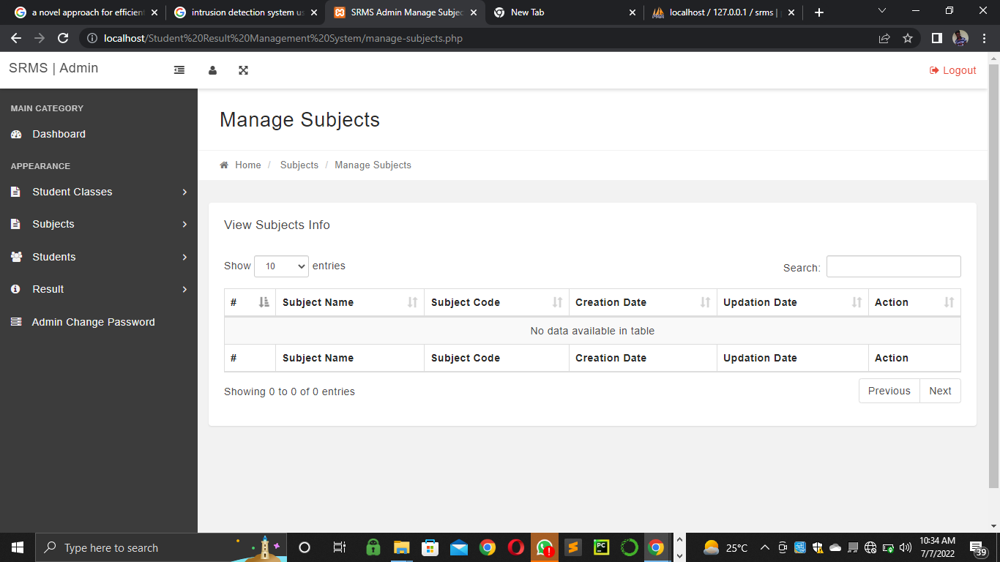 a novel approach for efficien
intrusion detection system us
SRMS Admin Manage Subjec
New Tab
localhost / 127.0.0.1 / srms |
localhost/Student%20Result%20Management%20System/manage-subjects.php
SRMS | Admin
Logout
MAIN CATEGORY
Dashboard
APPEARANCE
Student Classes
Subjects
Students
Result
Admin Change Password
Manage Subjects
Home / Subjects / Manage Subjects
View Subjects Info
Show 10 entries
Search:
# Subject Name Subject Code Creation Date Updation Date Action
No data available in table
# Subject Name Subject Code Creation Date Updation Date Action
Showing 0 to 0 of 0 entries
Previous Next
Type here to search
PC
25°C
10:34 AM
7/7/2022
39